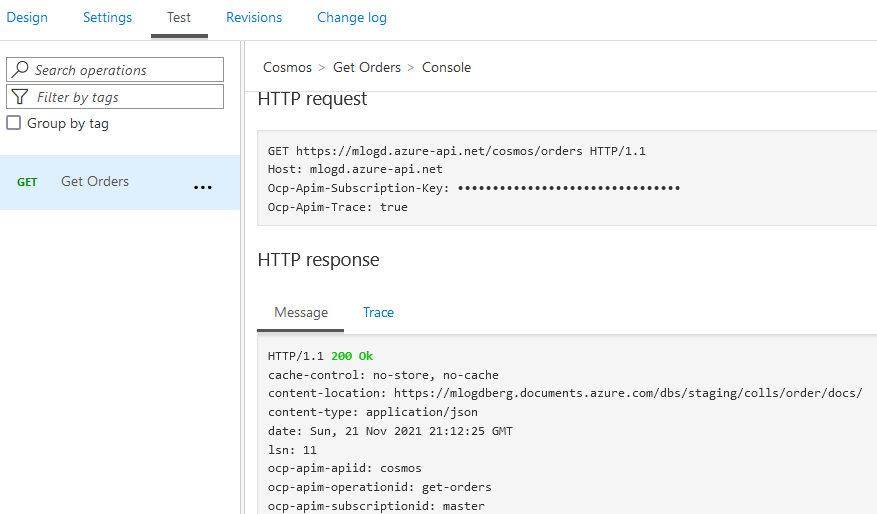 Design Settings Test Revisions Change log
Search operations
Filter by tags
Group by tag
GET Get Orders ...
Cosmos > Get Orders > Console
HTTP request
GET https://mlogd.azure-api.net/cosmos/orders HTTP/1.1
Host: mlogd.azure-api.net
Ocp-Apim-Subscription-Key: ••••••••••••••••••••••••••••••••
Ocp-Apim-Trace: true
HTTP response
Message Trace
HTTP/1.1 200 Ok
cache-control: no-store, no-cache
content-location: https://mlogdberg.documents.azure.com/dbs/staging/colls/order/docs/
content-type: application/json
date: Sun, 21 Nov 2021 21:12:25 GMT
lsn: 11
ocp-apim-apiid: cosmos
ocp-apim-operationid: get-orders
ocp-apim-subscriptionid: master